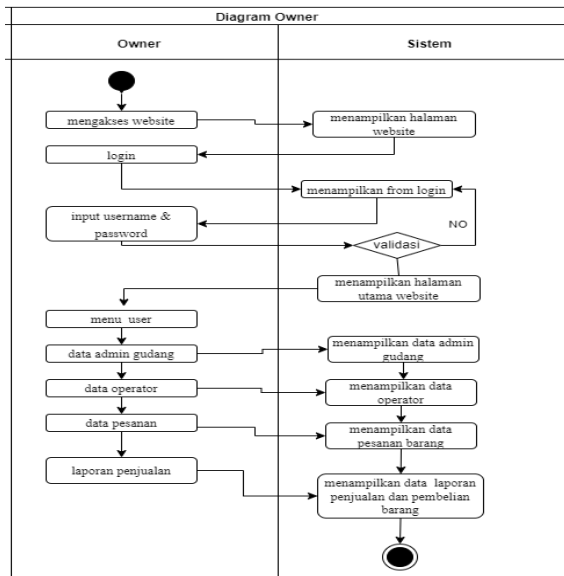 Diagram Owner
Owner
Sistem
mengakses website
menampilkan halaman
website
login
menampilkan from login
input username &
password
NO
validasi
menampilkan halaman
utama website
menu user
data admin gudang
menampilkan data admin
gudang
data operator
menampilkan data
operator
data pesanan
menampilkan data
pesanan barang
laporan penjualan
menampilkan data laporan
penjualan dan pembelian
barang